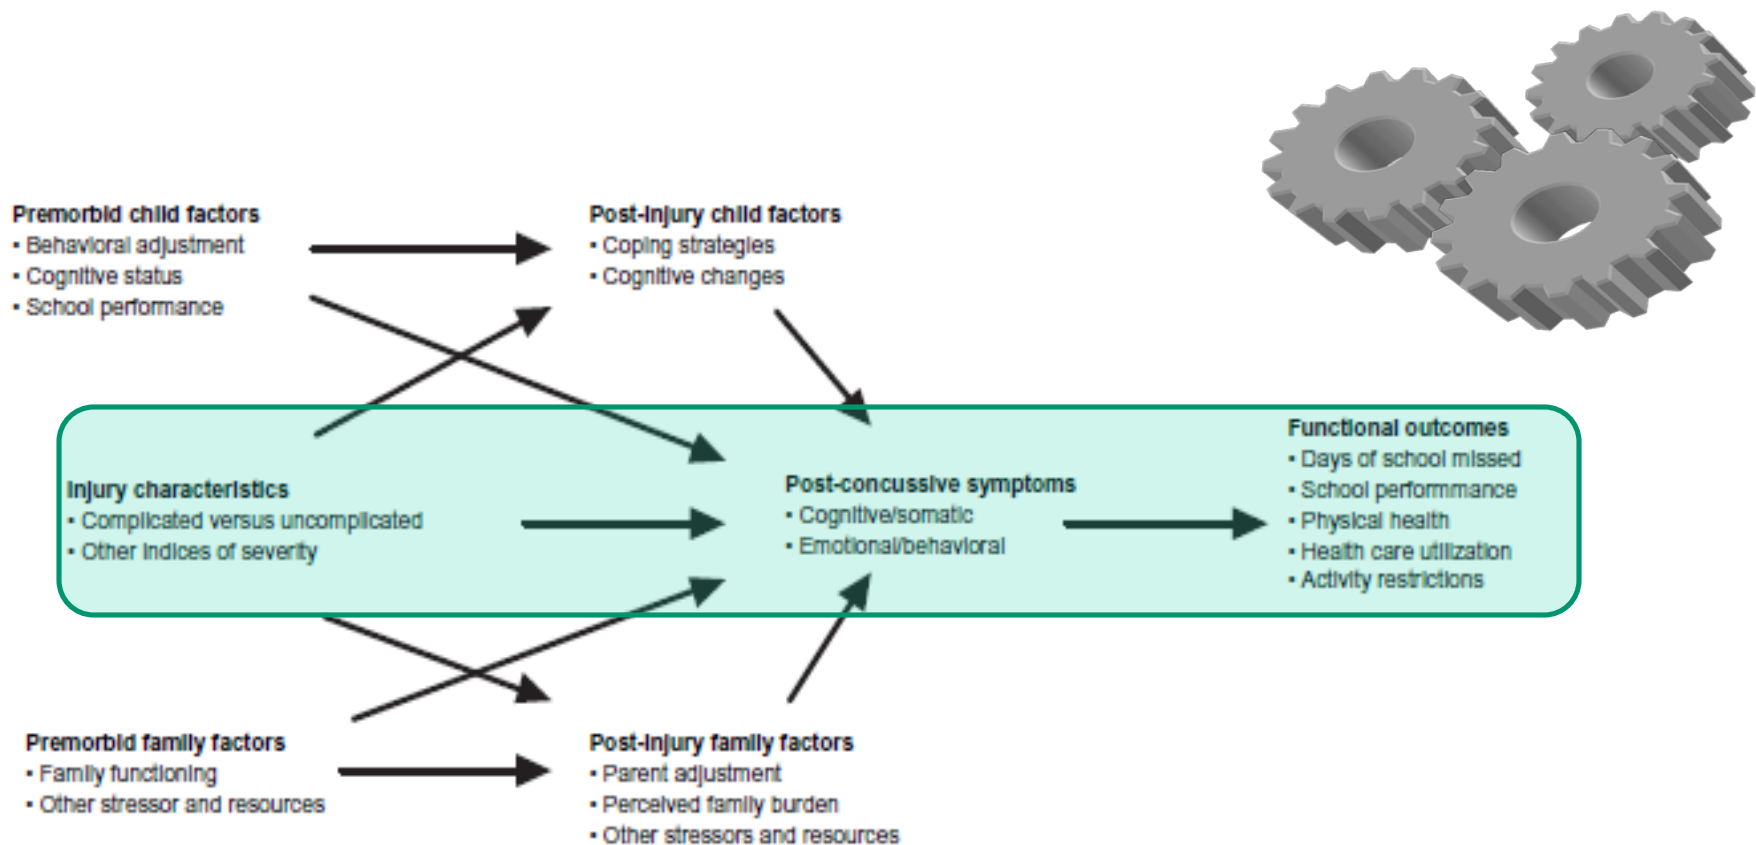 Premorbid child factors
▪ Behavioral adjustment
▪ Cognitive status
▪ School performance
Post-injury child factors
▪ Coping strategies
▪ Cognitive changes
Injury characteristics
▪ Complicated versus uncomplicated
▪ Other indices of severity
Post-concussive symptoms
▪ Cognitive/somatic
▪ Emotional/behavioral
Functional outcomes
▪ Days of school missed
▪ School performmance
▪ Physical health
▪ Health care utilization
▪ Activity restrictions
Premorbid family factors
▪ Family functioning
▪ Other stressor and resources
Post-injury family factors
▪ Parent adjustment
▪ Perceived family burden
▪ Other stressors and resources